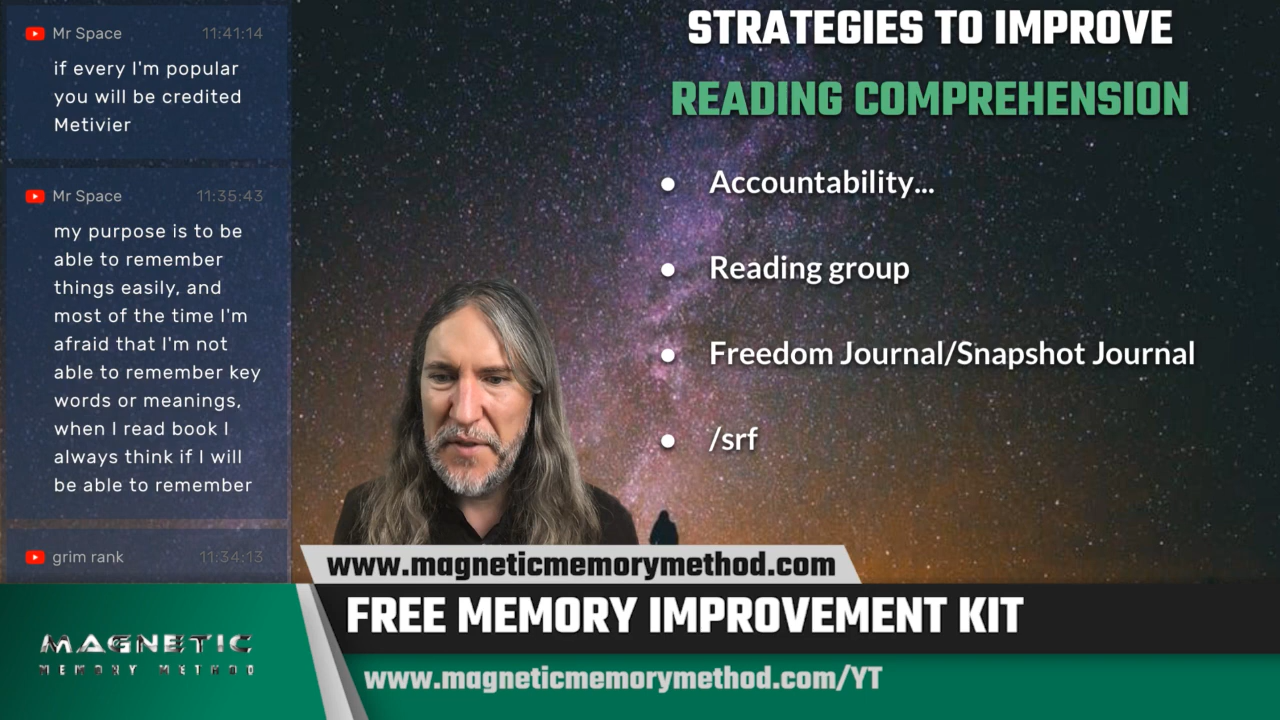 Mr Space 11:41:14
if every I'm popular
you will be credited
Metivier
Mr Space 11:35:43
my purpose is to be
able to remember
things easily, and
most of the time I'm
afraid that I'm not
able to remember key
words or meanings,
when I read book I
always think if I will
be able to remember
grim rank 11:34:13
STRATEGIES TO IMPROVE
READING COMPREHENSION
Accountability...
Reading group
Freedom Journal/Snapshot Journal
/srf
www.magneticmemorymethod.com
FREE MEMORY IMPROVEMENT KIT
www.magneticmemorymethod.com/YT
MAGNETIC
MEMORY METHOD